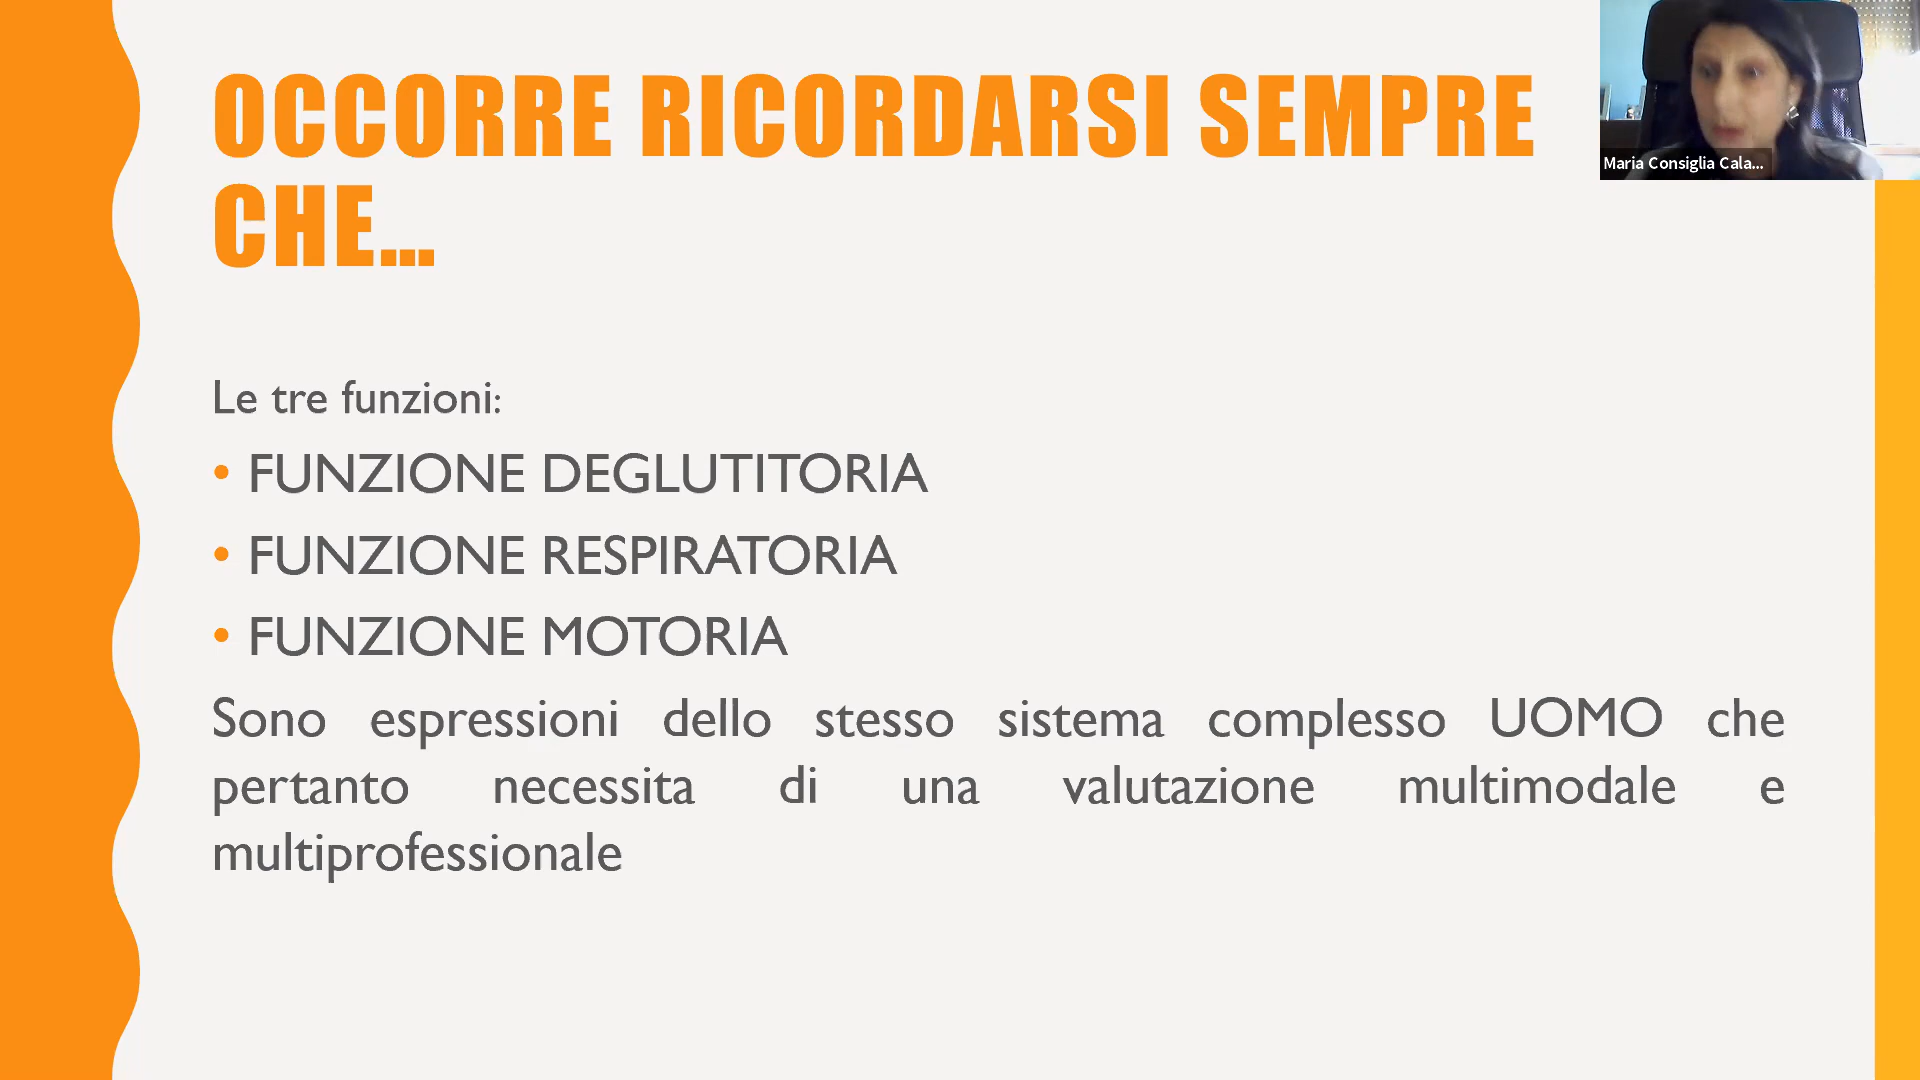 OCCORRE RICORDARSI SEMPRE
CHE...
Maria Consiglia Cala...
Le tre funzioni:
• FUNZIONE DEGLUTITORIA
• FUNZIONE RESPIRATORIA
• FUNZIONE MOTORIA
Sono espressioni dello stesso sistema complesso UOMO che
pertanto necessita di una valutazione multimodale e
multiprofessionale